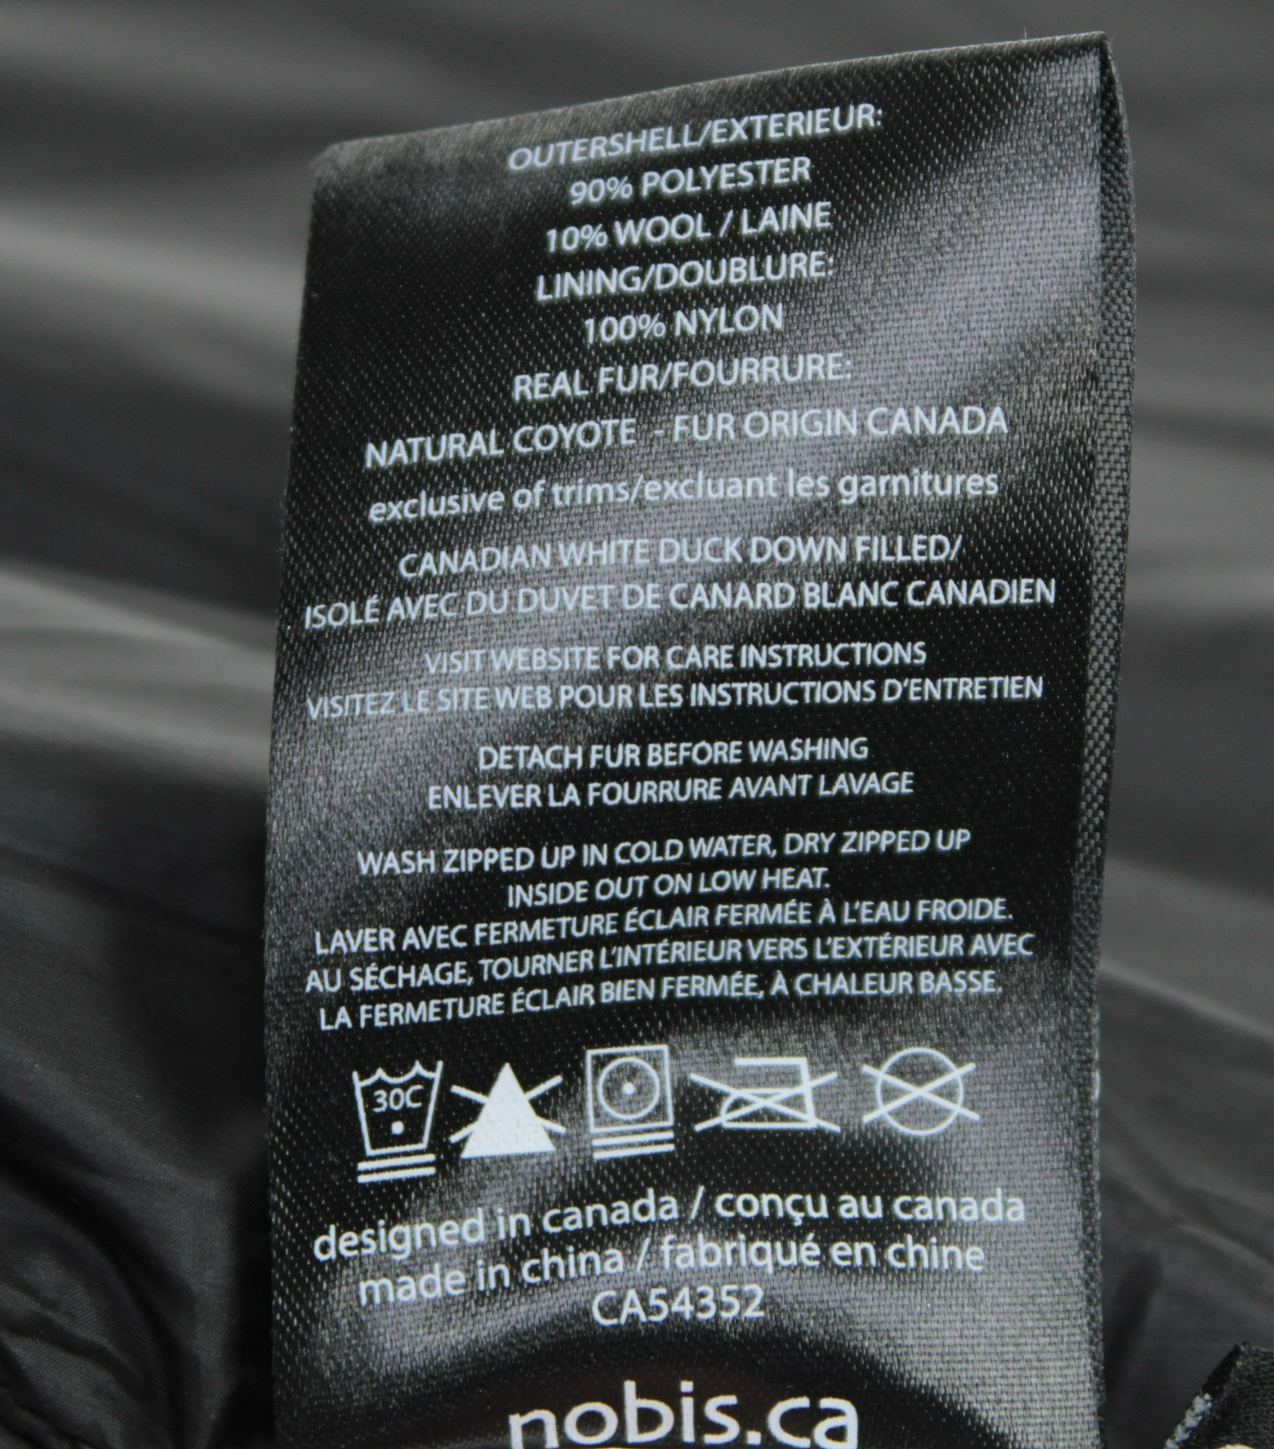 OUTERSHELL/EXTERIEUR:
90% POLYESTER
10% WOOL / LAINE
LINING/DOUBLURE:
100% NYLON
REAL FUR/FOURRURE:
NATURAL COYOTE - FUR ORIGIN CANADA
exclusive of trims/excluant les garnitures
CANADIAN WHITE DUCK DOWN FILLED/
ISOLÉ AVEC DU DUVET DE CANARD BLANC CANADIEN
VISIT WEBSITE FOR CARE INSTRUCTIONS
VISITEZ LE SITE WEB POUR LES INSTRUCTIONS D'ENTRETIEN
DETACH FUR BEFORE WASHING
ENLEVER LA FOURRURE AVANT LAVAGE
WASH ZIPPED UP IN COLD WATER, DRY ZIPPED UP
INSIDE OUT ON LOW HEAT.
LAVER AVEC FERMETURE ÉCLAIR FERMÉE À L'EAU FROIDE.
AU SÉCHAGE, TOURNER L'INTÉRIEUR VERS L'EXTÉRIEUR AVEC
LA FERMETURE ÉCLAIR BIEN FERMÉE, À CHALEUR BASSE.
30C
designed in canada / conçu au canada
made in china / fabriqué en chine
CA54352
nobis.ca